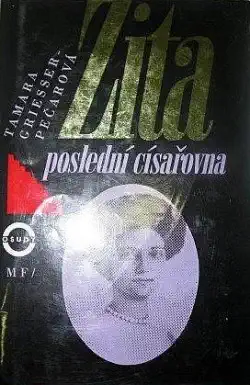 TAMARA
GRIESSER-
PEČAROVÁ
Zita
poslední císařovna
OSUDY
MF/